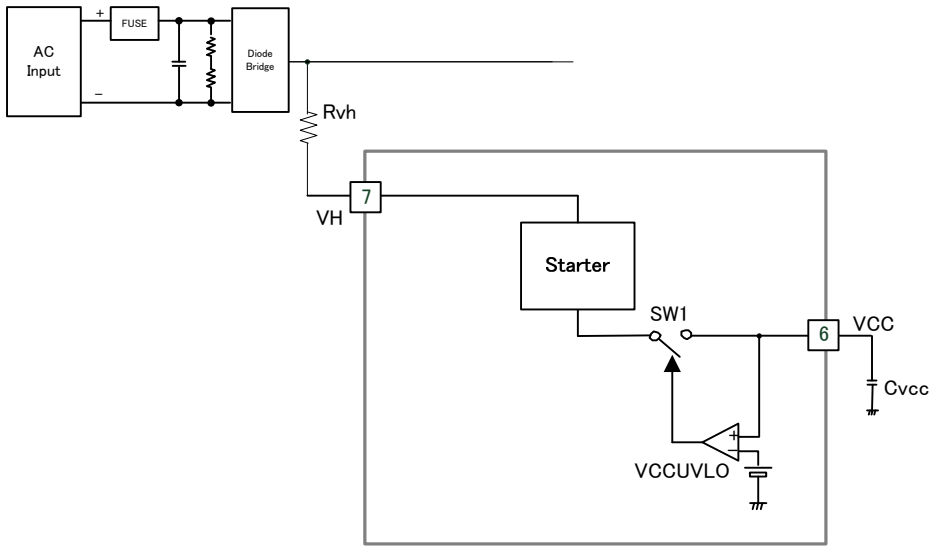 AC
Input
+
−
FUSE
Diode
Bridge
Rvh
7
VH
Starter
SW1
6
VCC
Cvcc
+
−
VCCUVLO